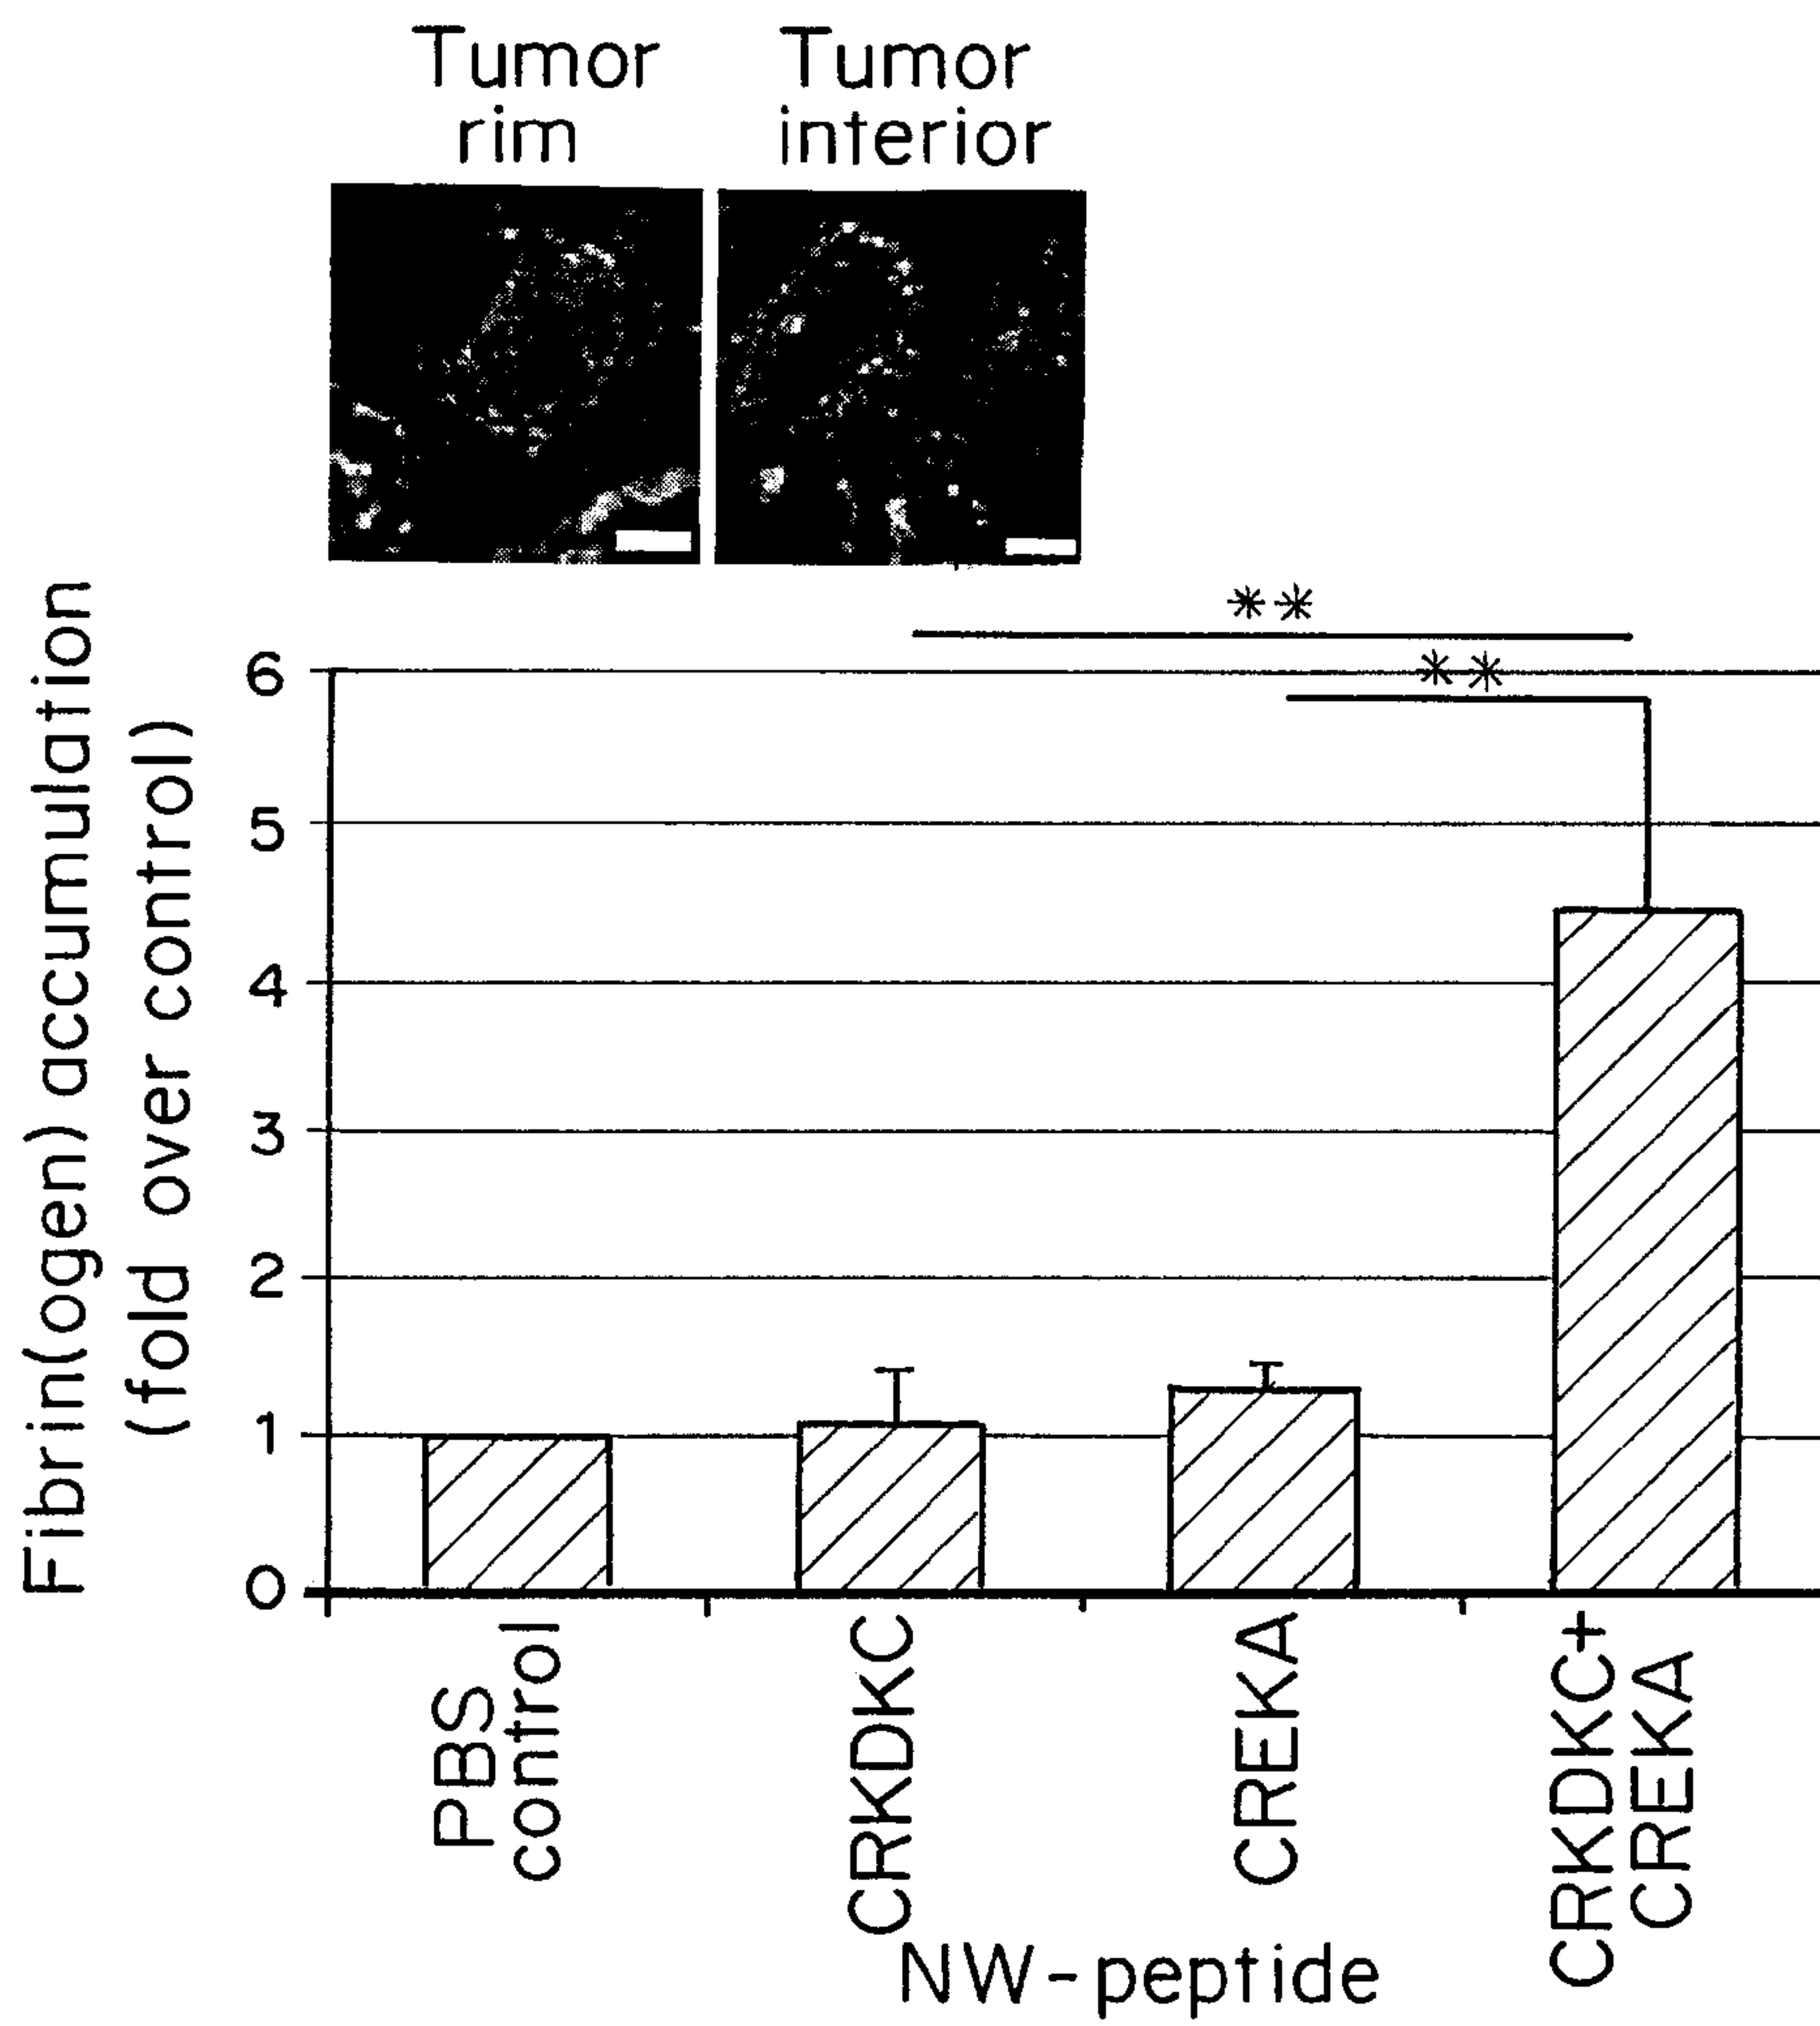 Tumor
rim
Tumor
interior
Fibrin(ogen) accumulation
(fold over control)
**
**
6
5
4
3
2
1
0
PBS
control
CRKDKC
CREKA
CRKDKC+
CREKA
NW-peptide